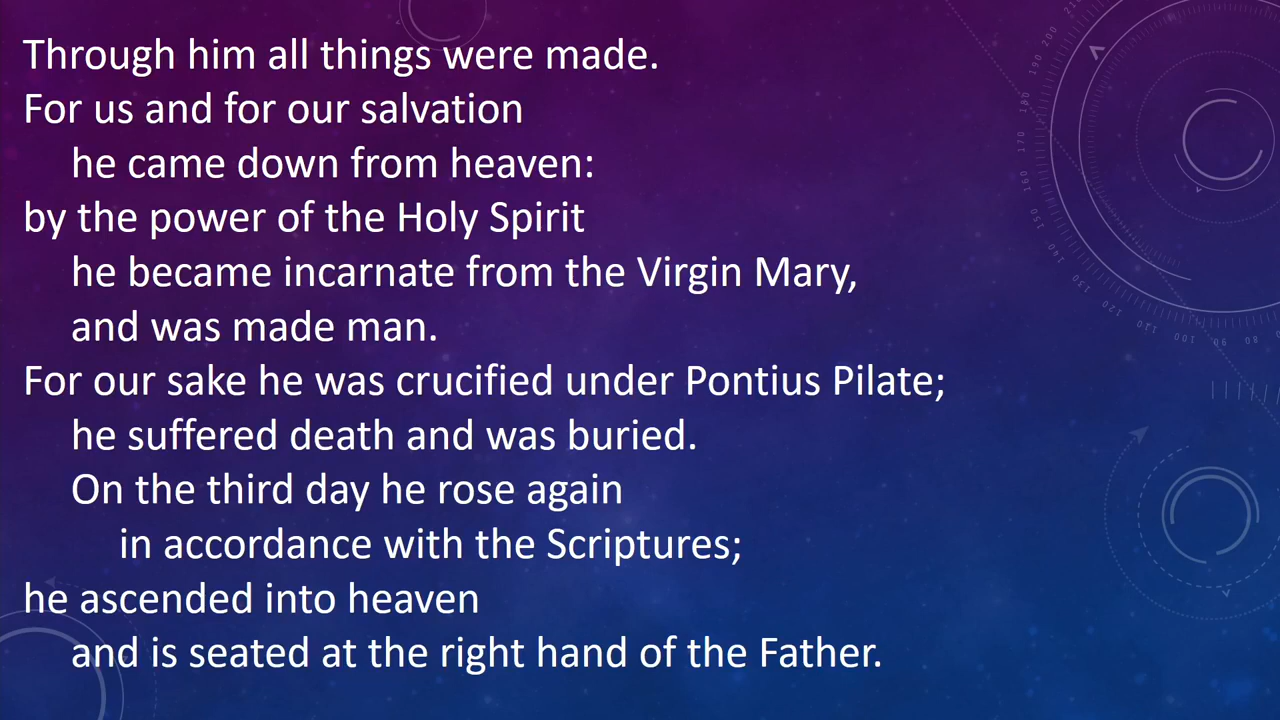 Through him all things were made.
For us and for our salvation
he came down from heaven:
by the power of the Holy Spirit
he became incarnate from the Virgin Mary,
and was made man.
For our sake he was crucified under Pontius Pilate;
he suffered death and was buried.
On the third day he rose again
in accordance with the Scriptures;
he ascended into heaven
and is seated at the right hand of the Father.